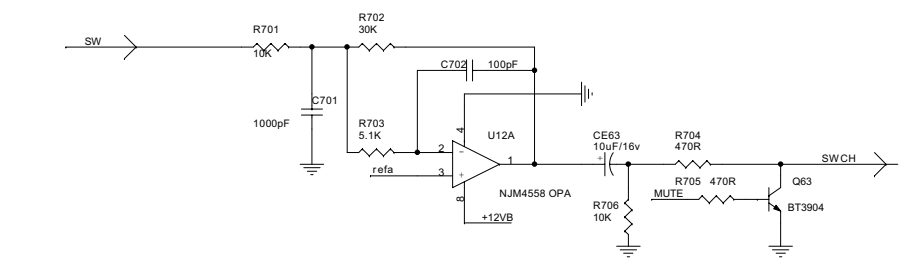 SW
R701
10K
R702
30K
C701
1000pF
C702
100pF
R703
5.1K
refa
2
3
4
8
1
U12A
NJM4558 OPA
+12VB
CE63
10uF/16v
+
R706
10K
R704
470R
MUTE
R705 470R
Q63
BT3904
SWCH